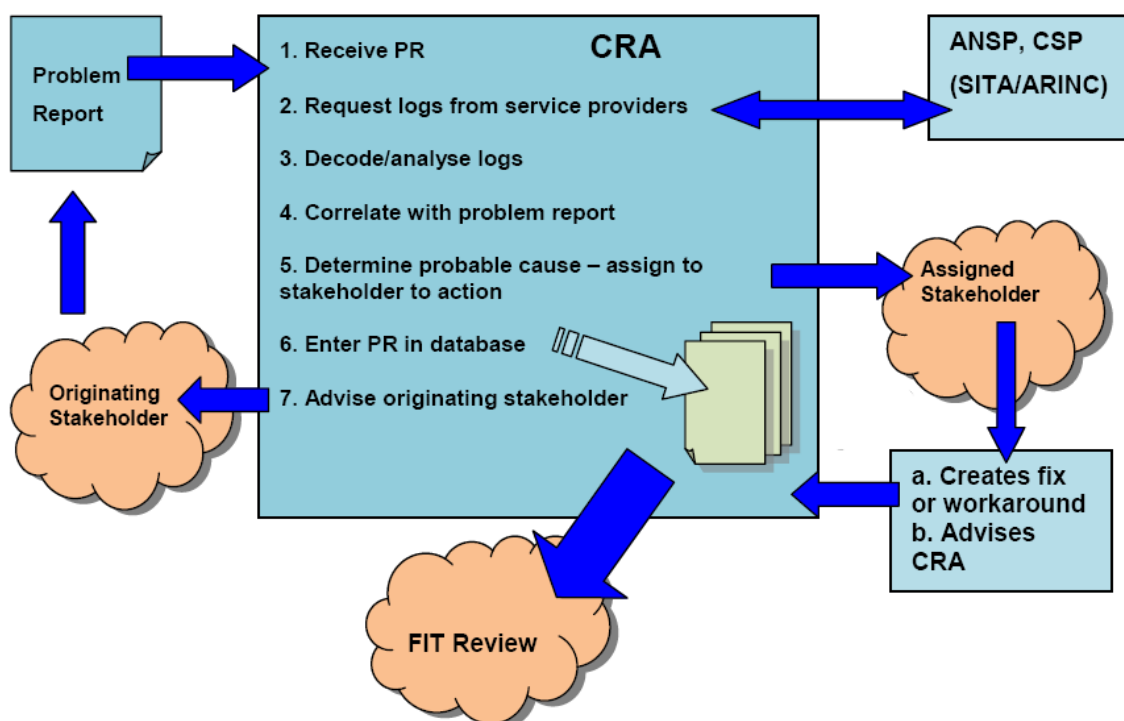 Problem
Report
CRA
1. Receive PR
2. Request logs from service providers
3. Decode/analyse logs
4. Correlate with problem report
5. Determine probable cause – assign to
stakeholder to action
6. Enter PR in database
7. Advise originating stakeholder
ANSP, CSP
(SITA/ARINC)
Assigned
Stakeholder
a. Creates fix
or workaround
b. Advises
CRA
Originating
Stakeholder
FIT Review